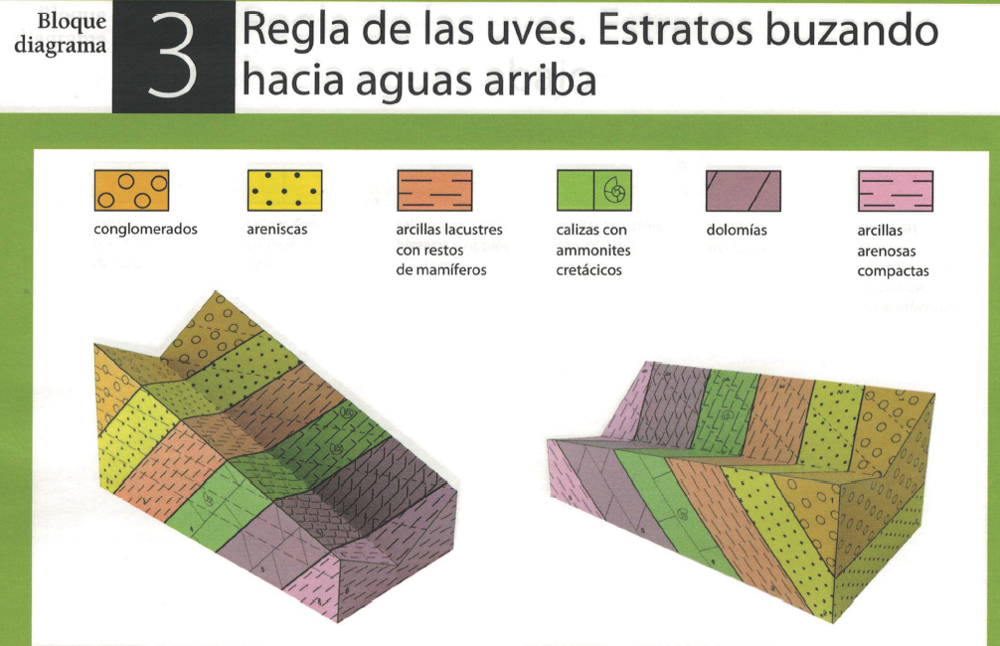 Bloque
diagrama
3
Regla de las uves. Estratos buzando
hacia aguas arriba
conglomerados
areniscas
arcillas lacustres
con restos
de mamíferos
calizas con
ammonites
cretácicos
dolomías
arcillas
arenosas
compactas